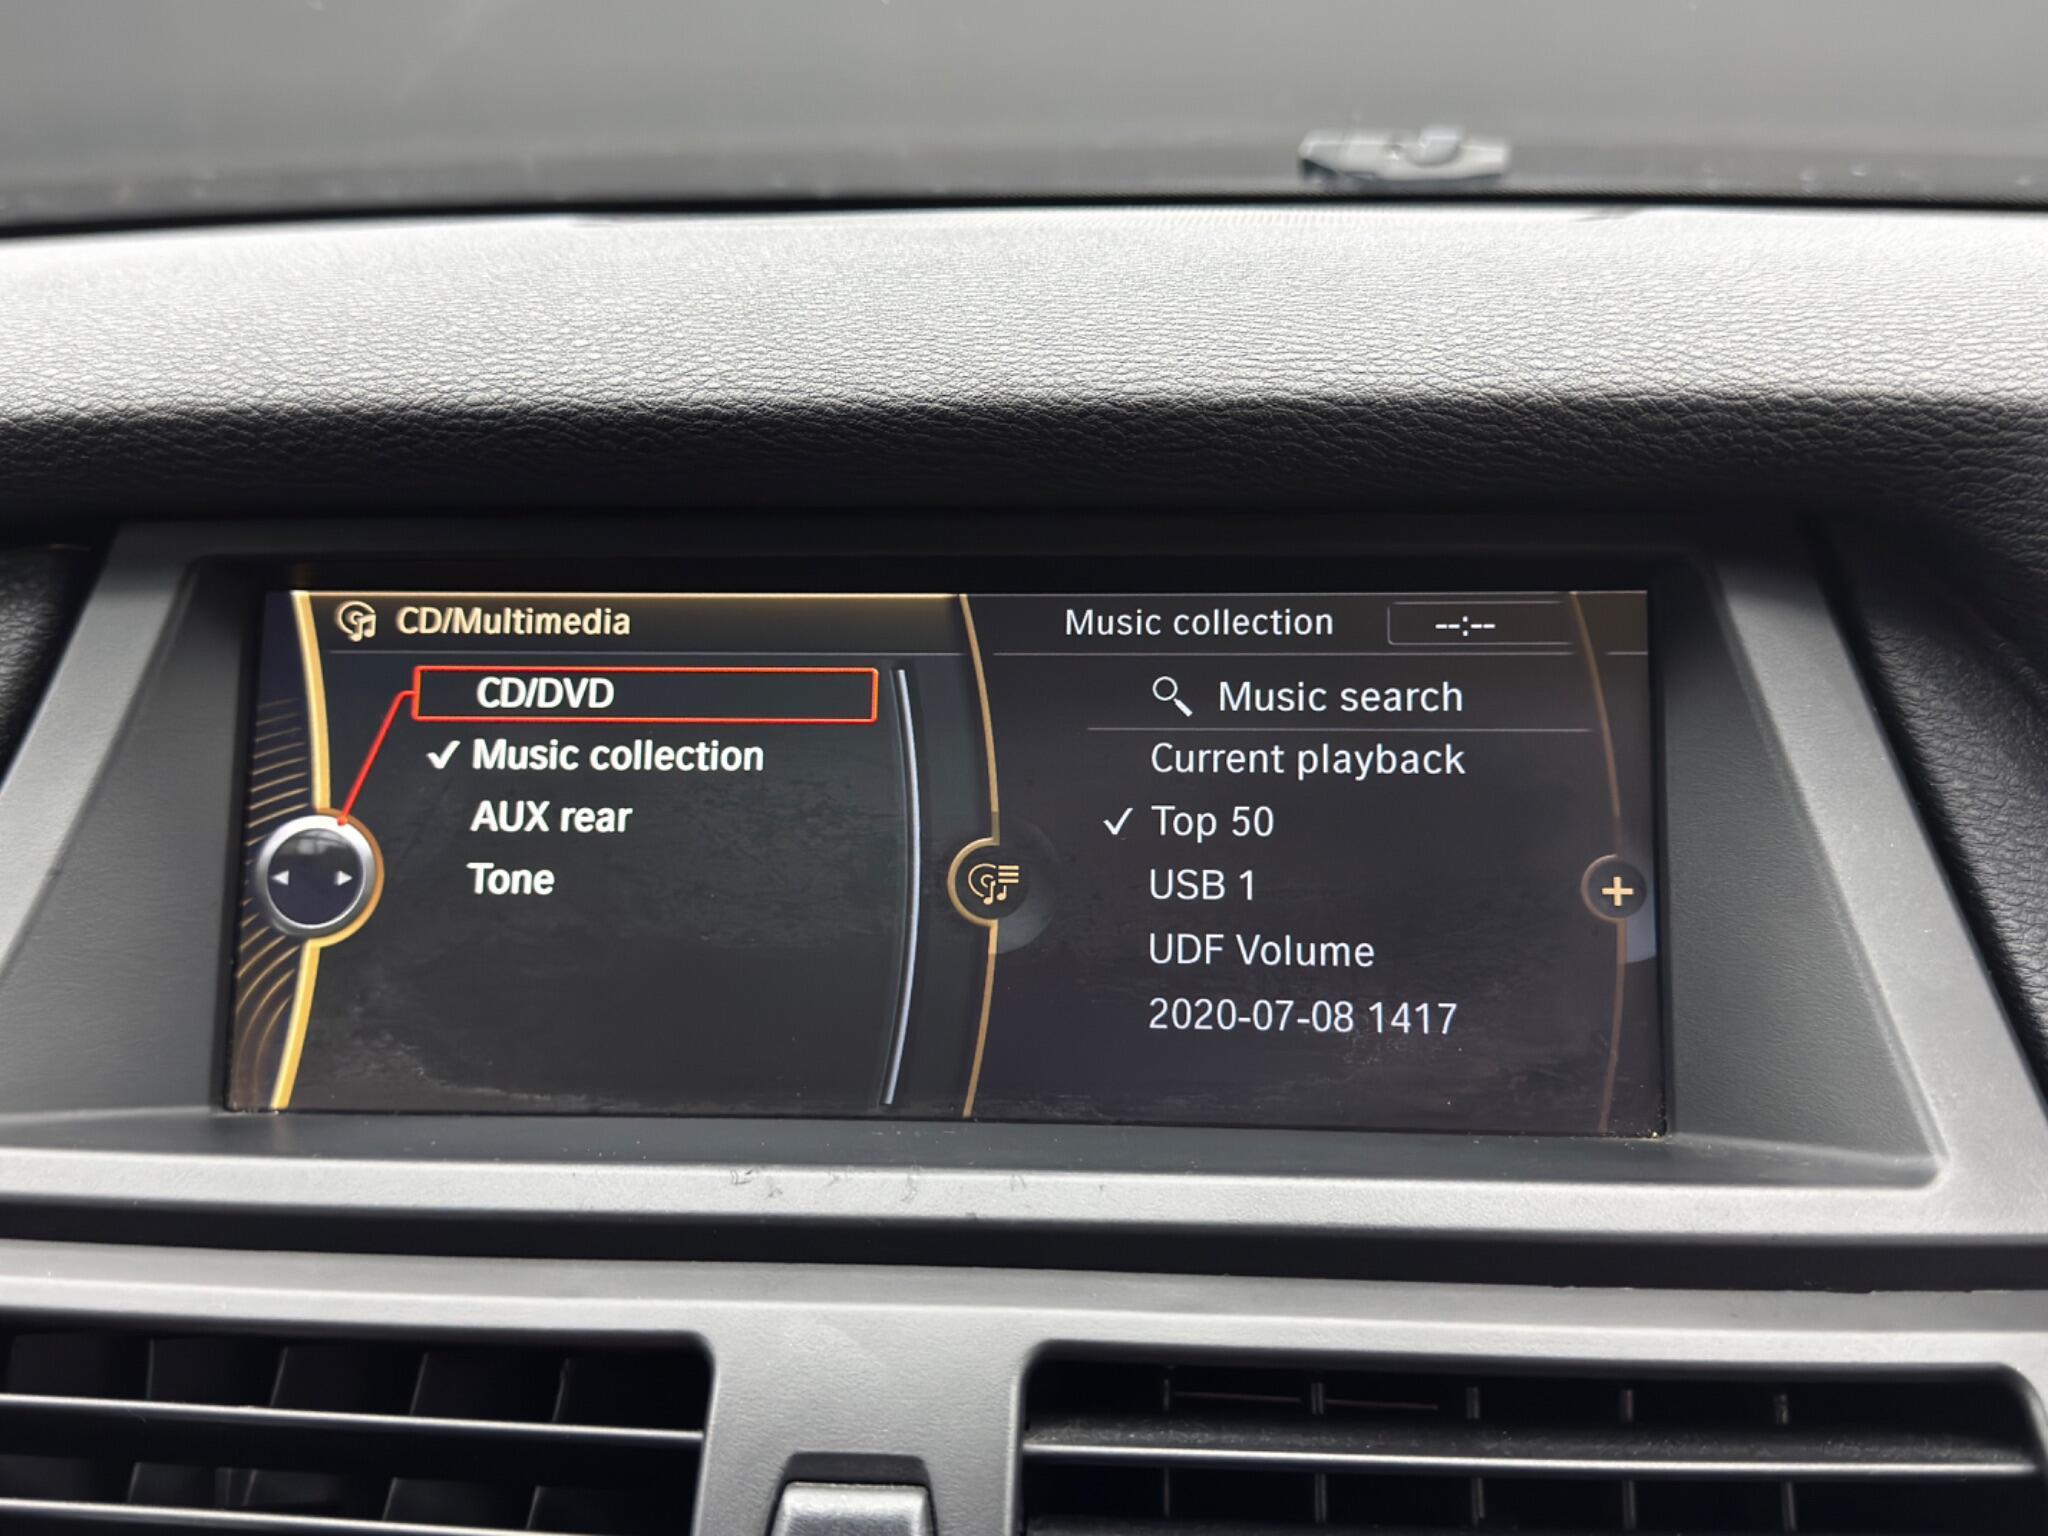 CD/Multimedia
CD/DVD
Music collection
AUX rear
Tone
Music collection --:--
Music search
Current playback
Top 50
USB 1
UDF Volume
2020-07-08 1417